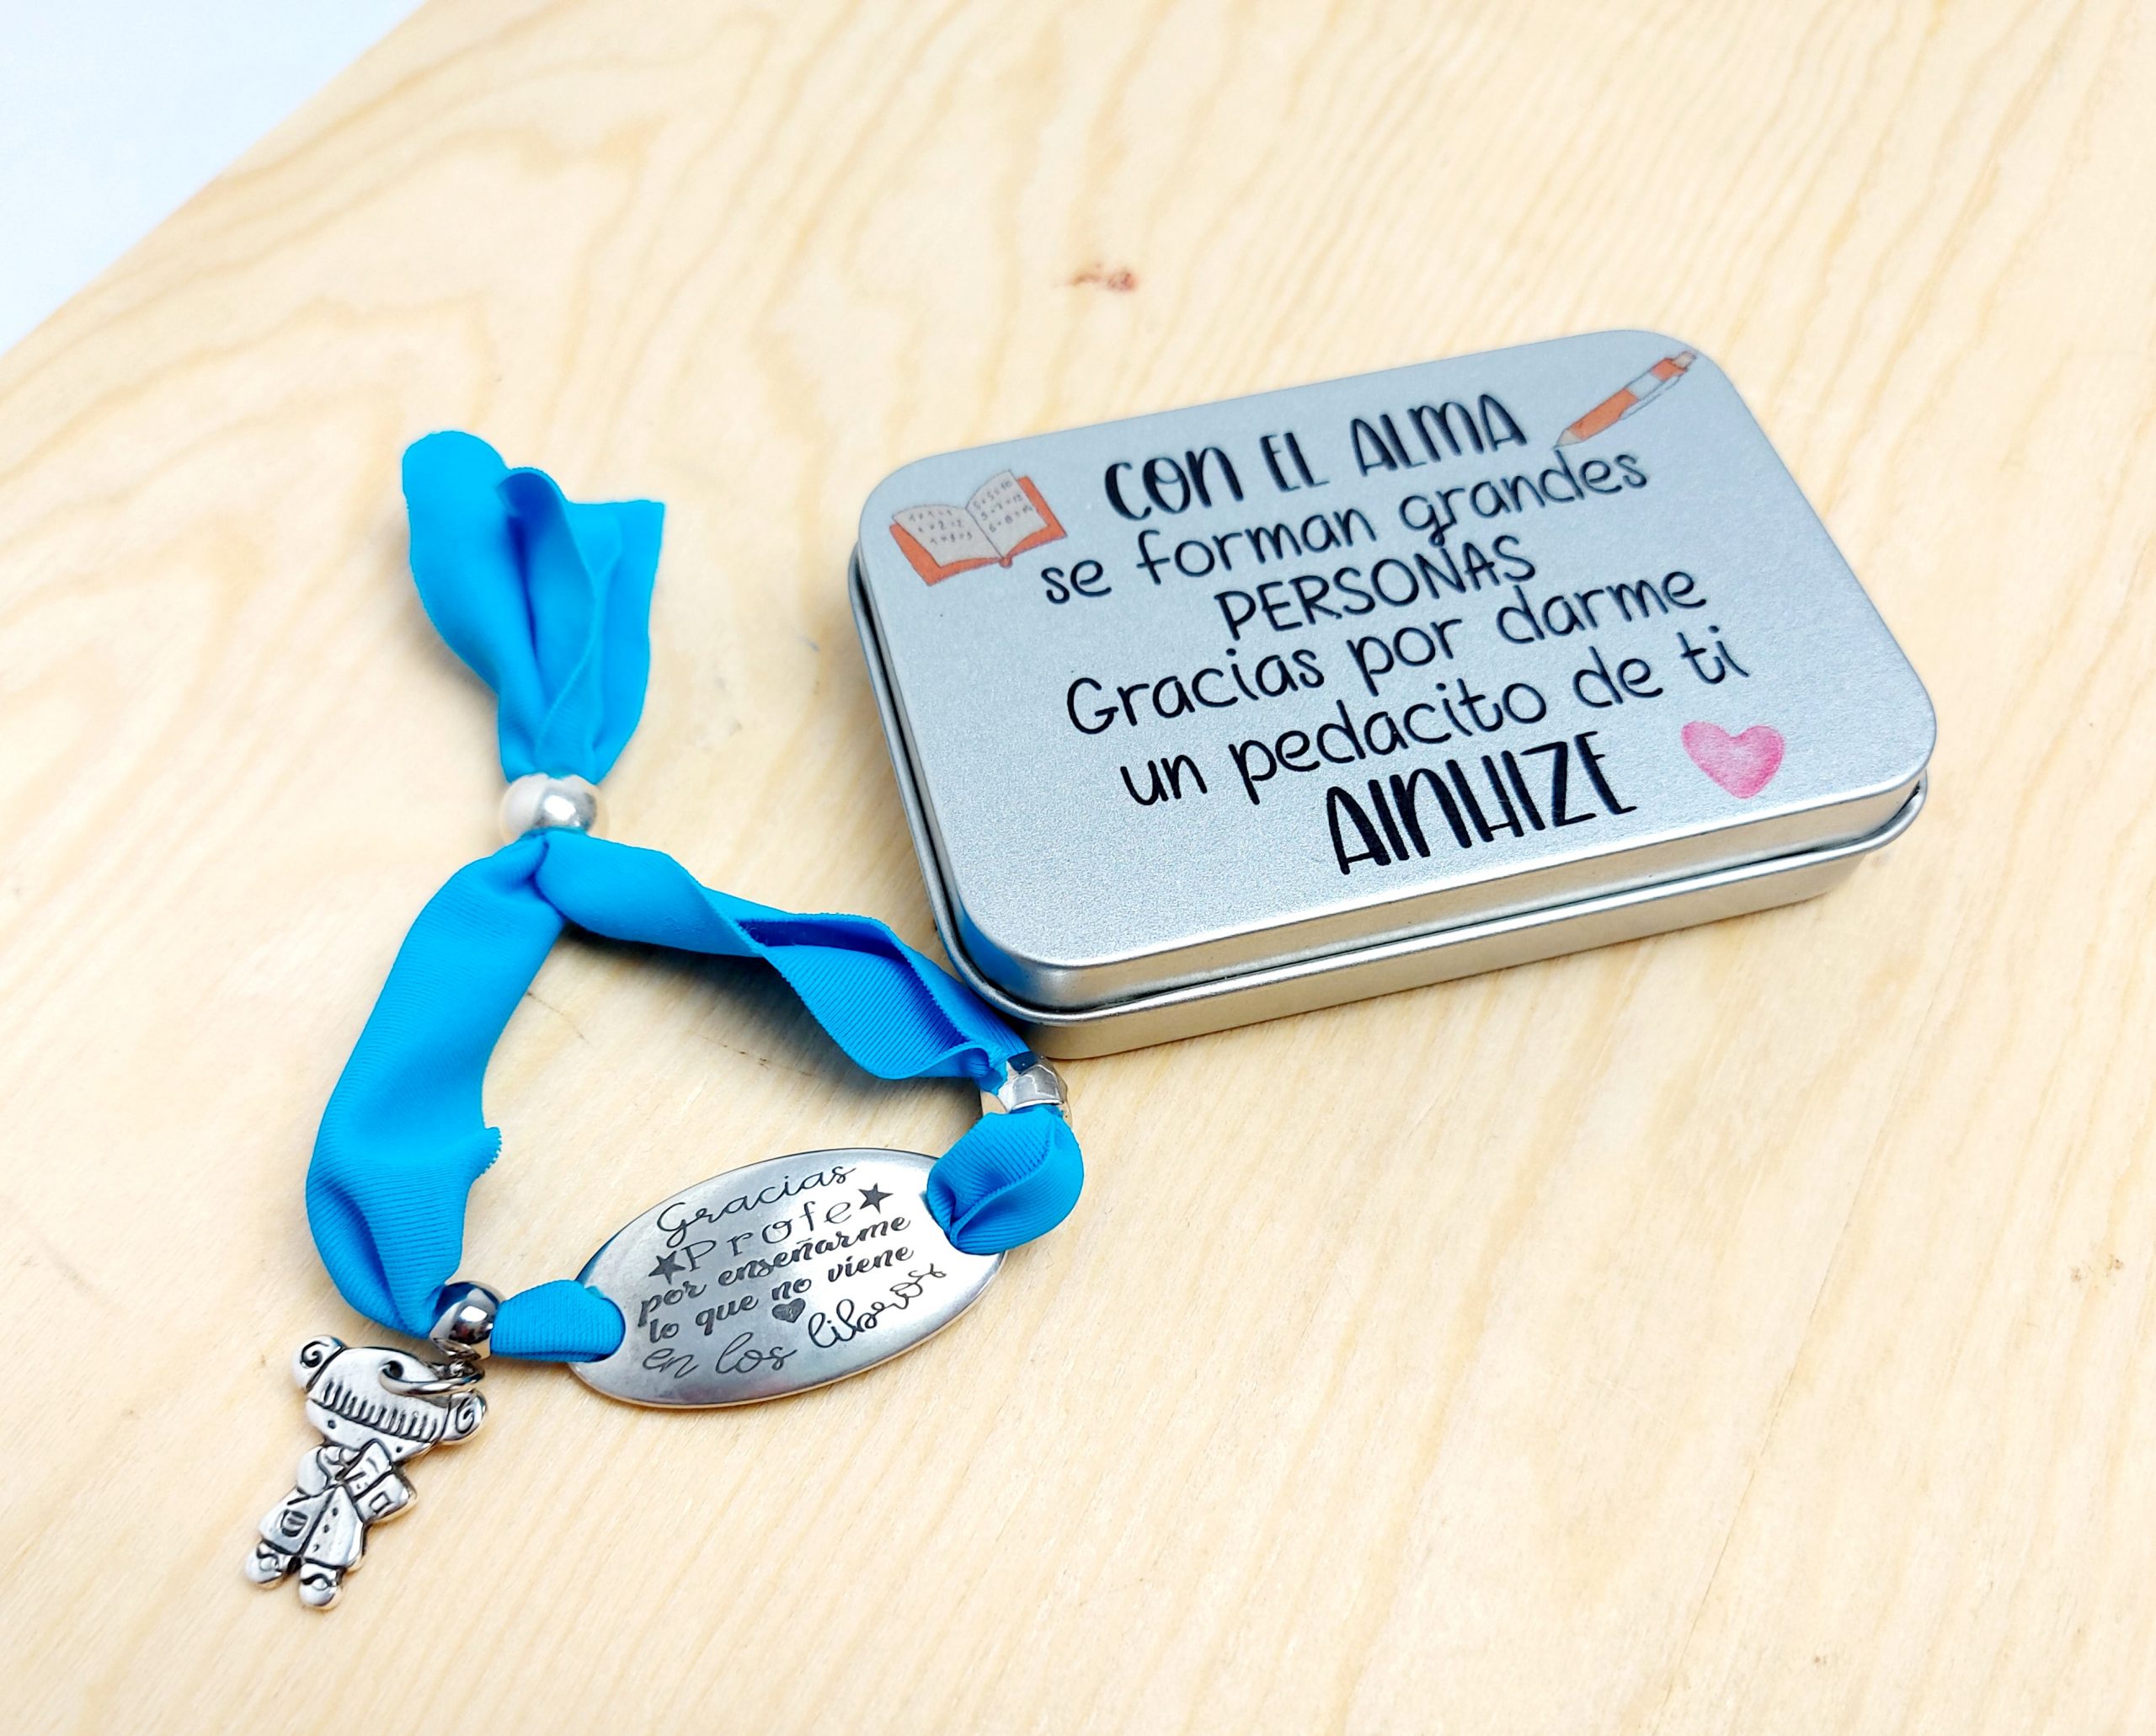 CON EL ALMA
se forman grandes
PERSONAS
Gracias por darme
un pedacito de ti
AINHIZE
Gracias
Profe
por enseñarme
lo que no viene
en los libros